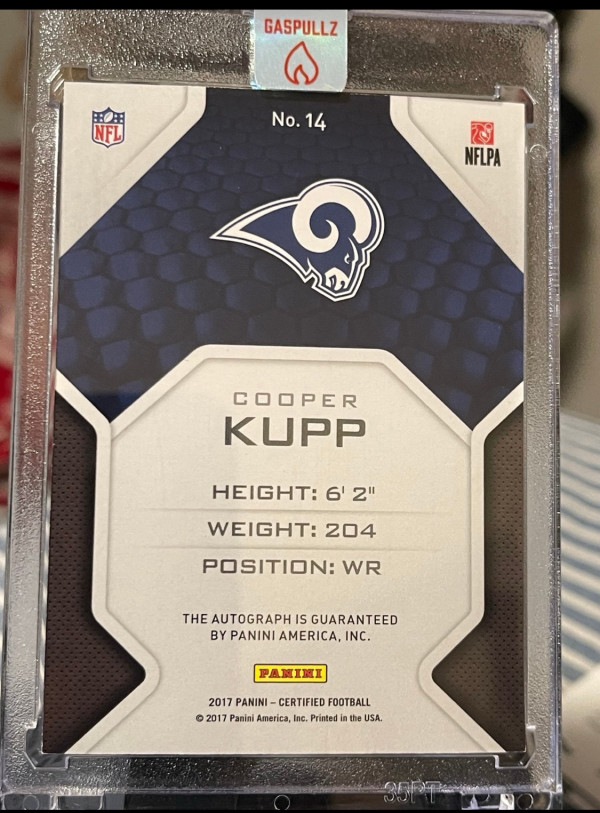 GASPULLZ
No. 14
NFL
NFLPA
COOPER
KUPP
HEIGHT: 6' 2"
WEIGHT: 204
POSITION: WR
THE AUTOGRAPH IS GUARANTEED
BY PANINI AMERICA, INC.
PANINI
2017 PANINI – CERTIFIED FOOTBALL
© 2017 Panini America, Inc. Printed in the USA.
35PT